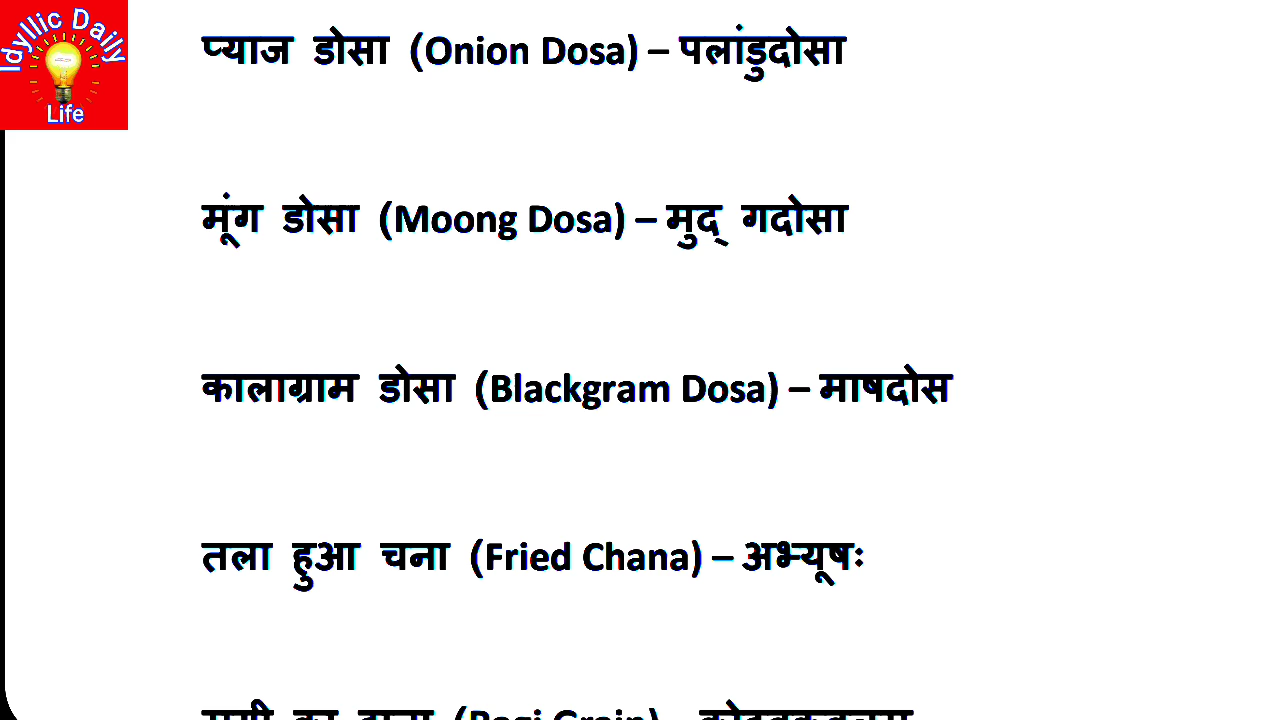 Idyllic Daily
Life
प्याज डोसा (Onion Dosa) – पलांडुदोसा
मूंग डोसा (Moong Dosa) – मुद् गदोसा
कालाग्राम डोसा (Blackgram Dosa) – माषदोस
तला हुआ चना (Fried Chana) – अभ्यूषः